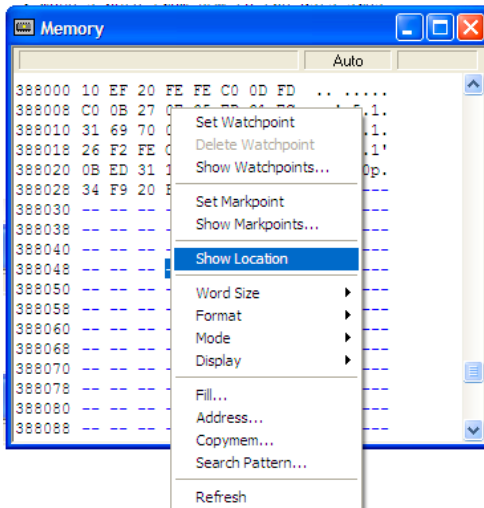 Memory
Auto
388000 10 EF 20 FE FE C0 0D FD .. .....
388008 C0 0B 27
388010 31 69 70 .1.
388018 26 F2 FE .1'
388020 0B ED 31 0p.
388028 34 F9 20 ---
388030 -- -- -- ---
388038 -- -- -- ---
388040 -- -- -- ---
388048 -- -- -- ---
388050 -- -- -- ---
388058 -- -- -- ---
388060 -- -- -- ---
388068 -- -- -- ---
388070 -- -- -- ---
388078 -- -- -- ---
388080 -- -- -- ---
388088 -- -- -- ---
Set Watchpoint
Delete Watchpoint
Show Watchpoints...
Set Markpoint
Show Markpoints...
Show Location
Word Size
Format
Mode
Display
Fill...
Address...
Copymem...
Search Pattern...
Refresh